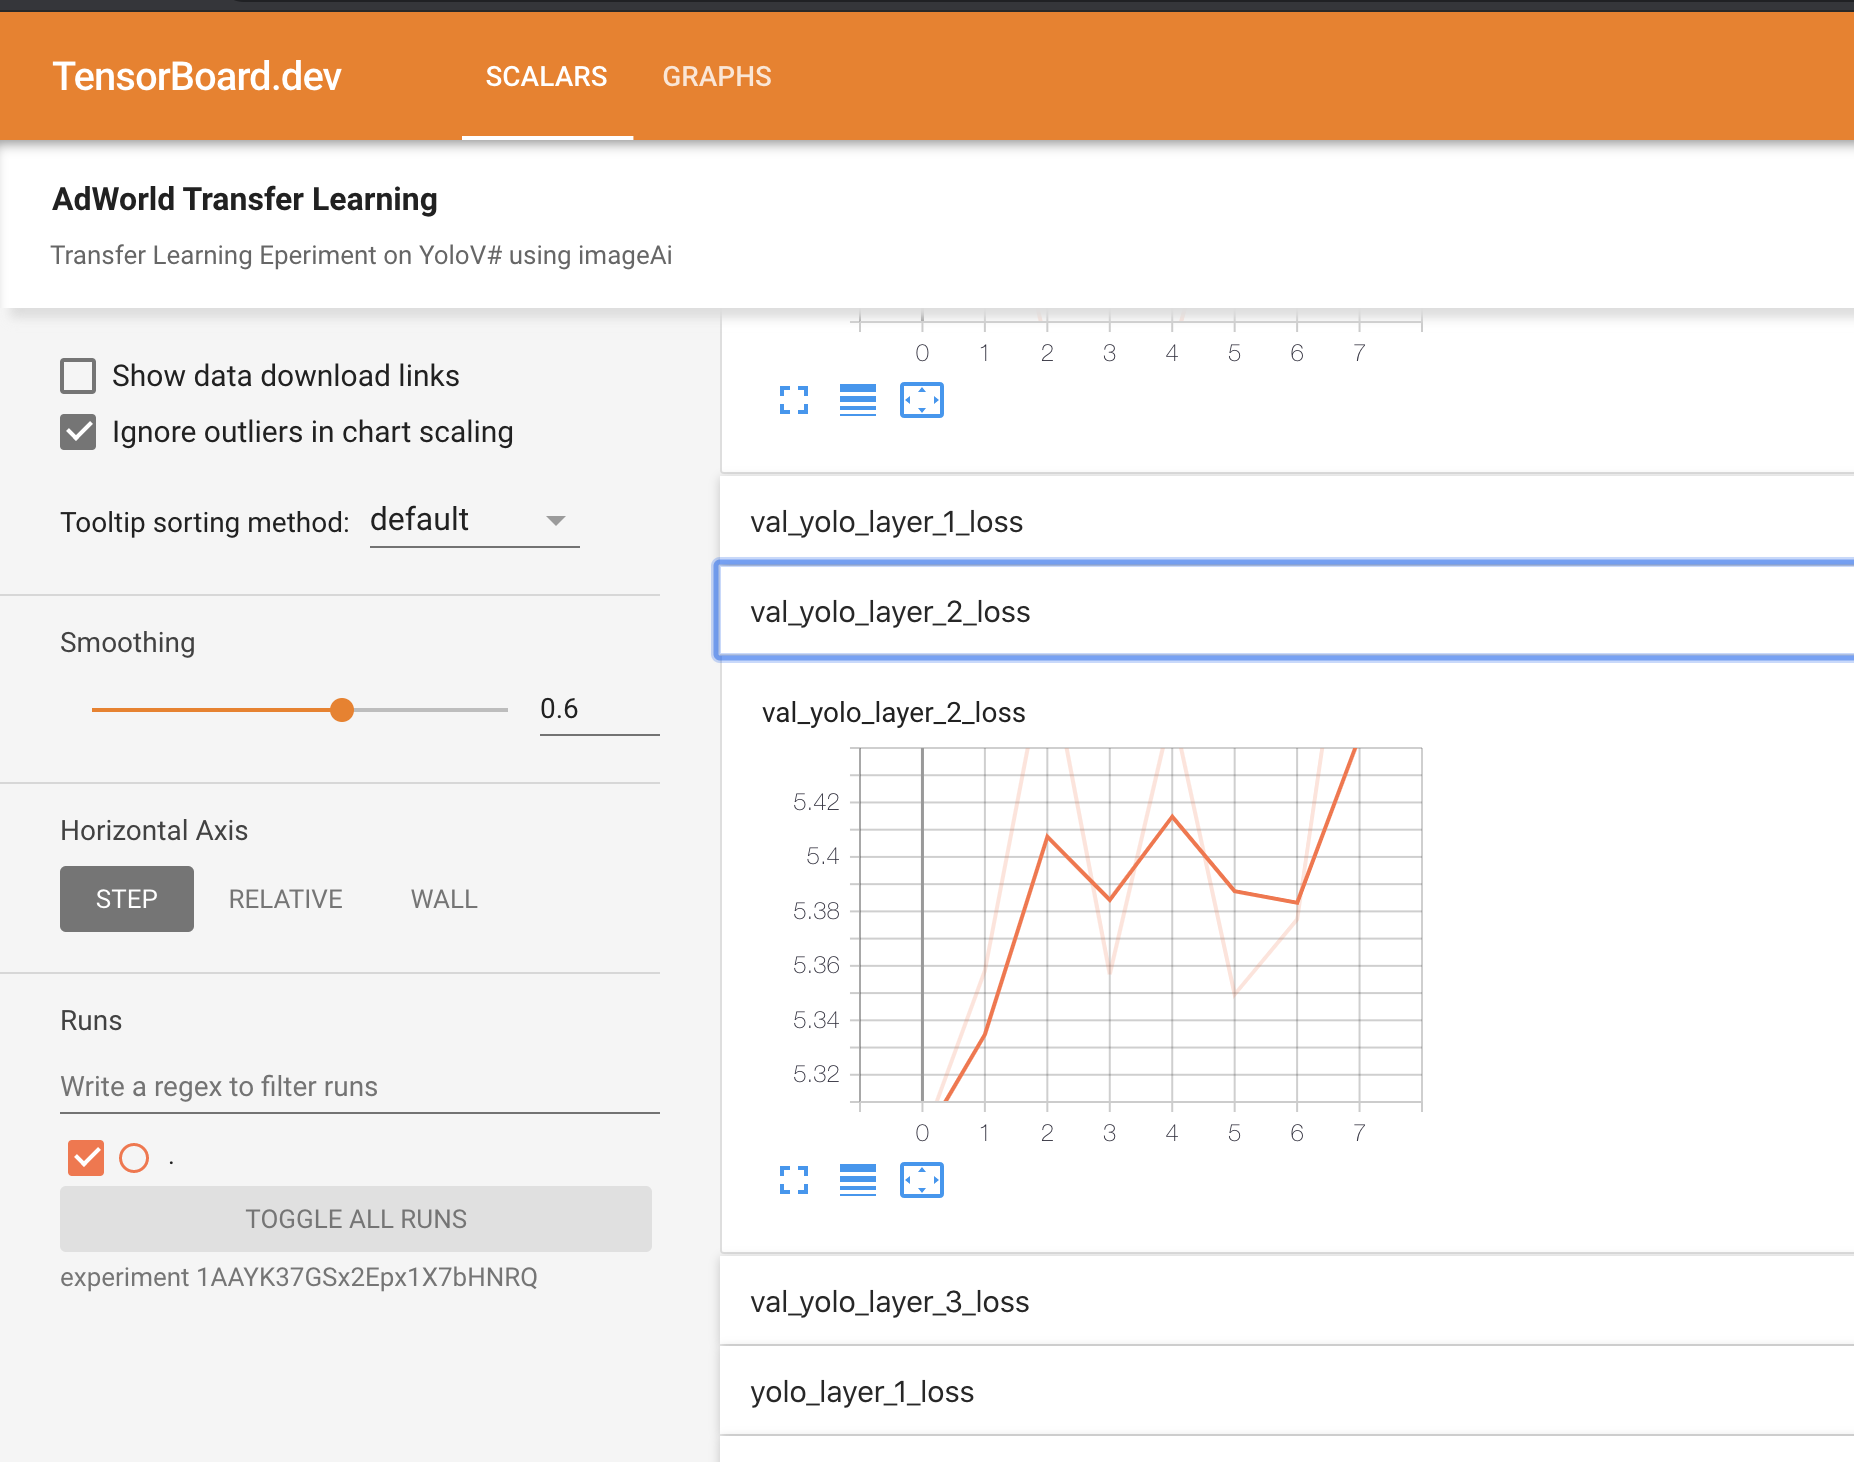 TensorBoard.dev SCALARS GRAPHS
AdWorld Transfer Learning
Transfer Learning Eperiment on YoloV# using imageAi
Show data download links
Ignore outliers in chart scaling
Tooltip sorting method: default
Smoothing
0.6
Horizontal Axis
STEP RELATIVE WALL
Runs
Write a regex to filter runs
.
TOGGLE ALL RUNS
experiment 1AAYK37GSx2Epx1X7bHNRQ
0 1 2 3 4 5 6 7
val_yolo_layer_1_loss
val_yolo_layer_2_loss
val_yolo_layer_2_loss
5.42
5.4
5.38
5.36
5.34
5.32
0 1 2 3 4 5 6 7
val_yolo_layer_3_loss
yolo_layer_1_loss